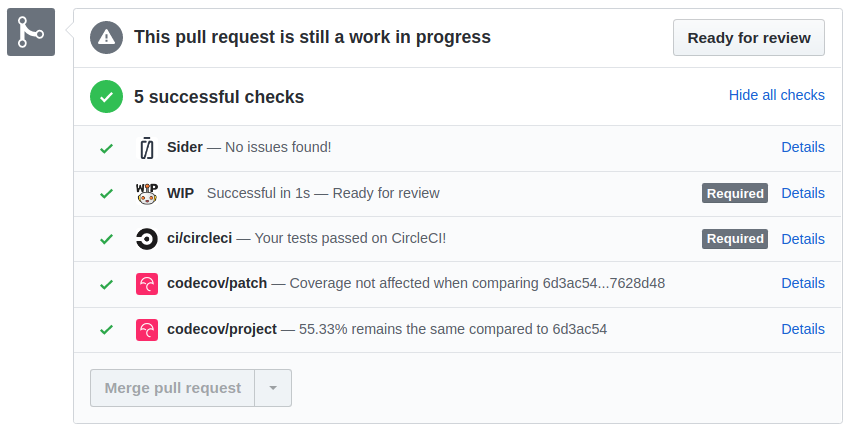 This pull request is still a work in progress
Ready for review
5 successful checks
Hide all checks
Sider — No issues found!
Details
WIP
WIP Successful in 1s — Ready for review
Required
Details
ci/circleci — Your tests passed on CircleCI!
Required
Details
codecov/patch — Coverage not affected when comparing 6d3ac54...7628d48
Details
codecov/project — 55.33% remains the same compared to 6d3ac54
Details
Merge pull request